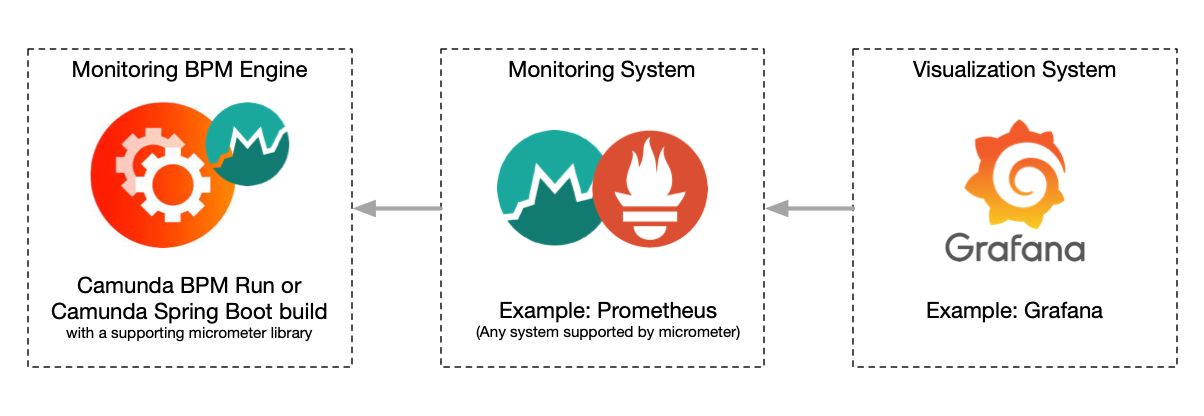 Monitoring BPM Engine
Camunda BPM Run or
Camunda Spring Boot build
with a supporting micrometer library
Monitoring System
Example: Prometheus
(Any system supported by micrometer)
Visualization System
Grafana
Example: Grafana